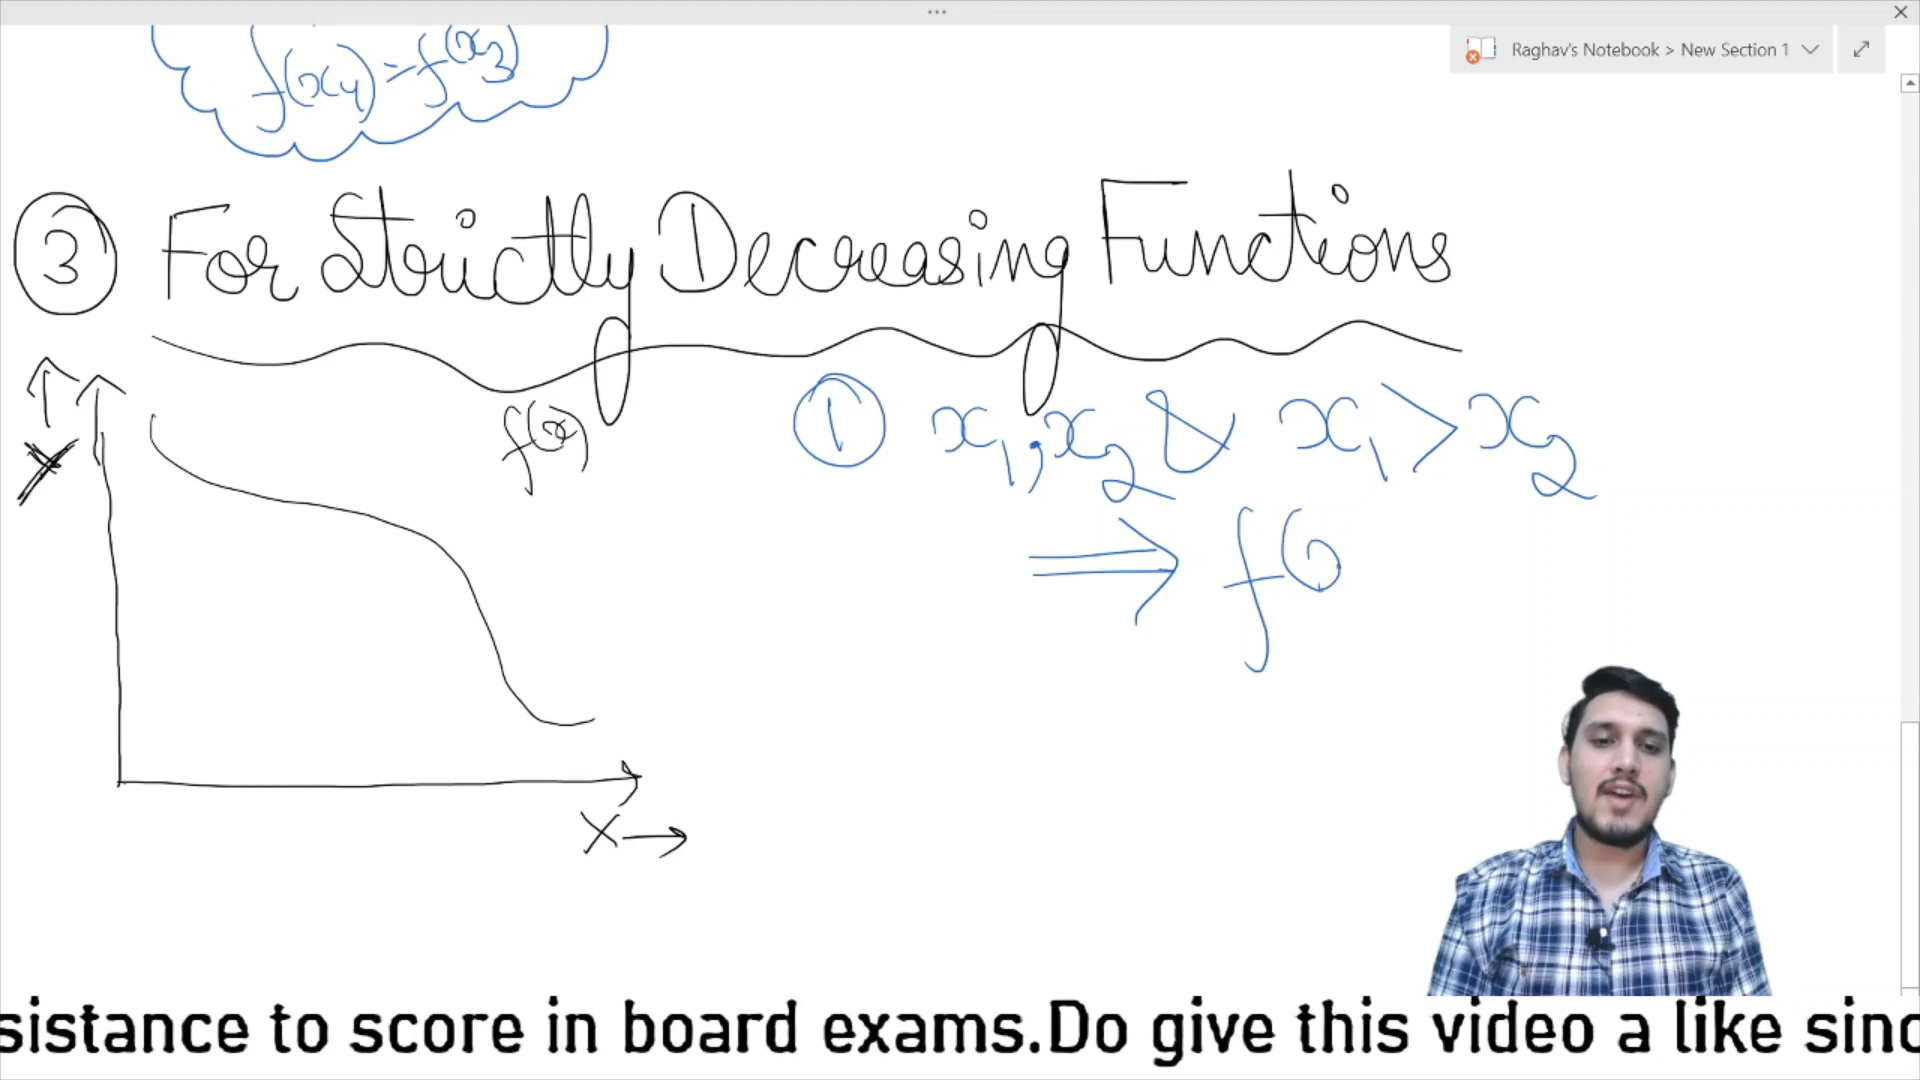 ...
Raghav's Notebook > New Section 1
f(x4)=f(x3)
③ For Strictly Decreasing Functions
f(x)
① x1,x2 & x1>x2
⇒ f(
Y
X→
sistance to score in board exams.Do give this video a like sinc